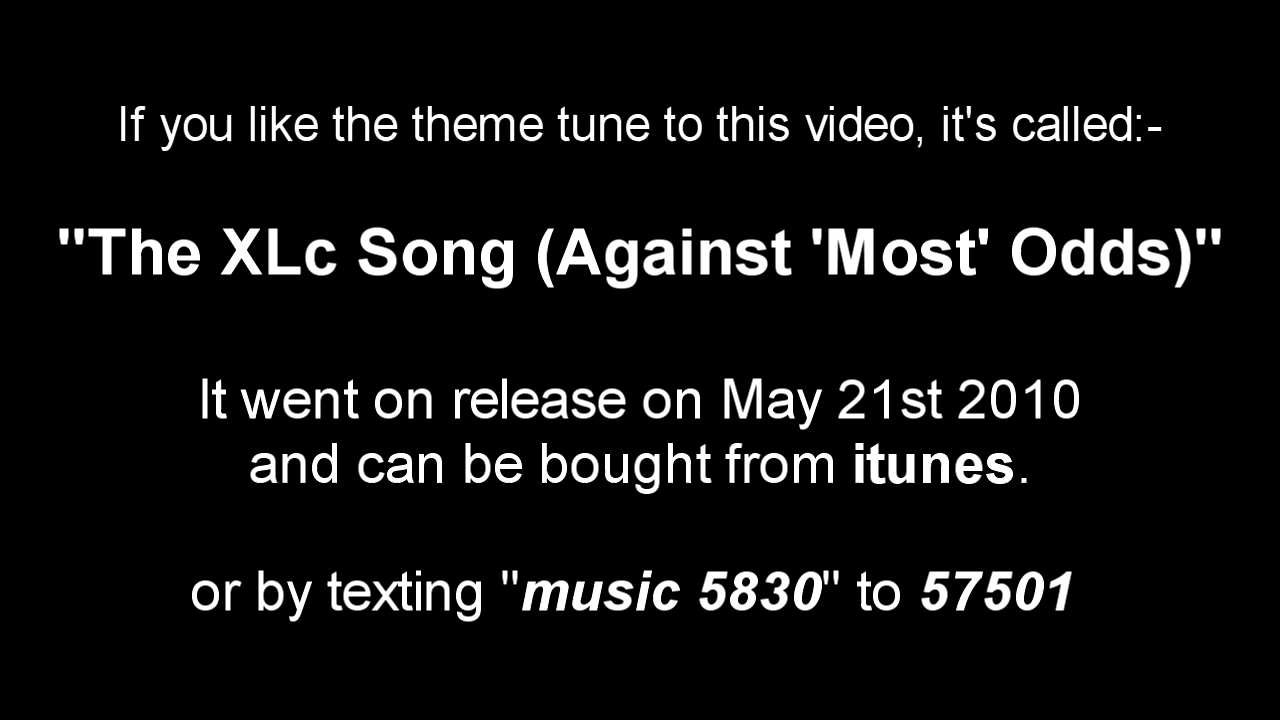 If you like the theme tune to this video, it's called:-
"The XLc Song (Against 'Most' Odds)"
It went on release on May 21st 2010
and can be bought from itunes.
or by texting "music 5830" to 57501